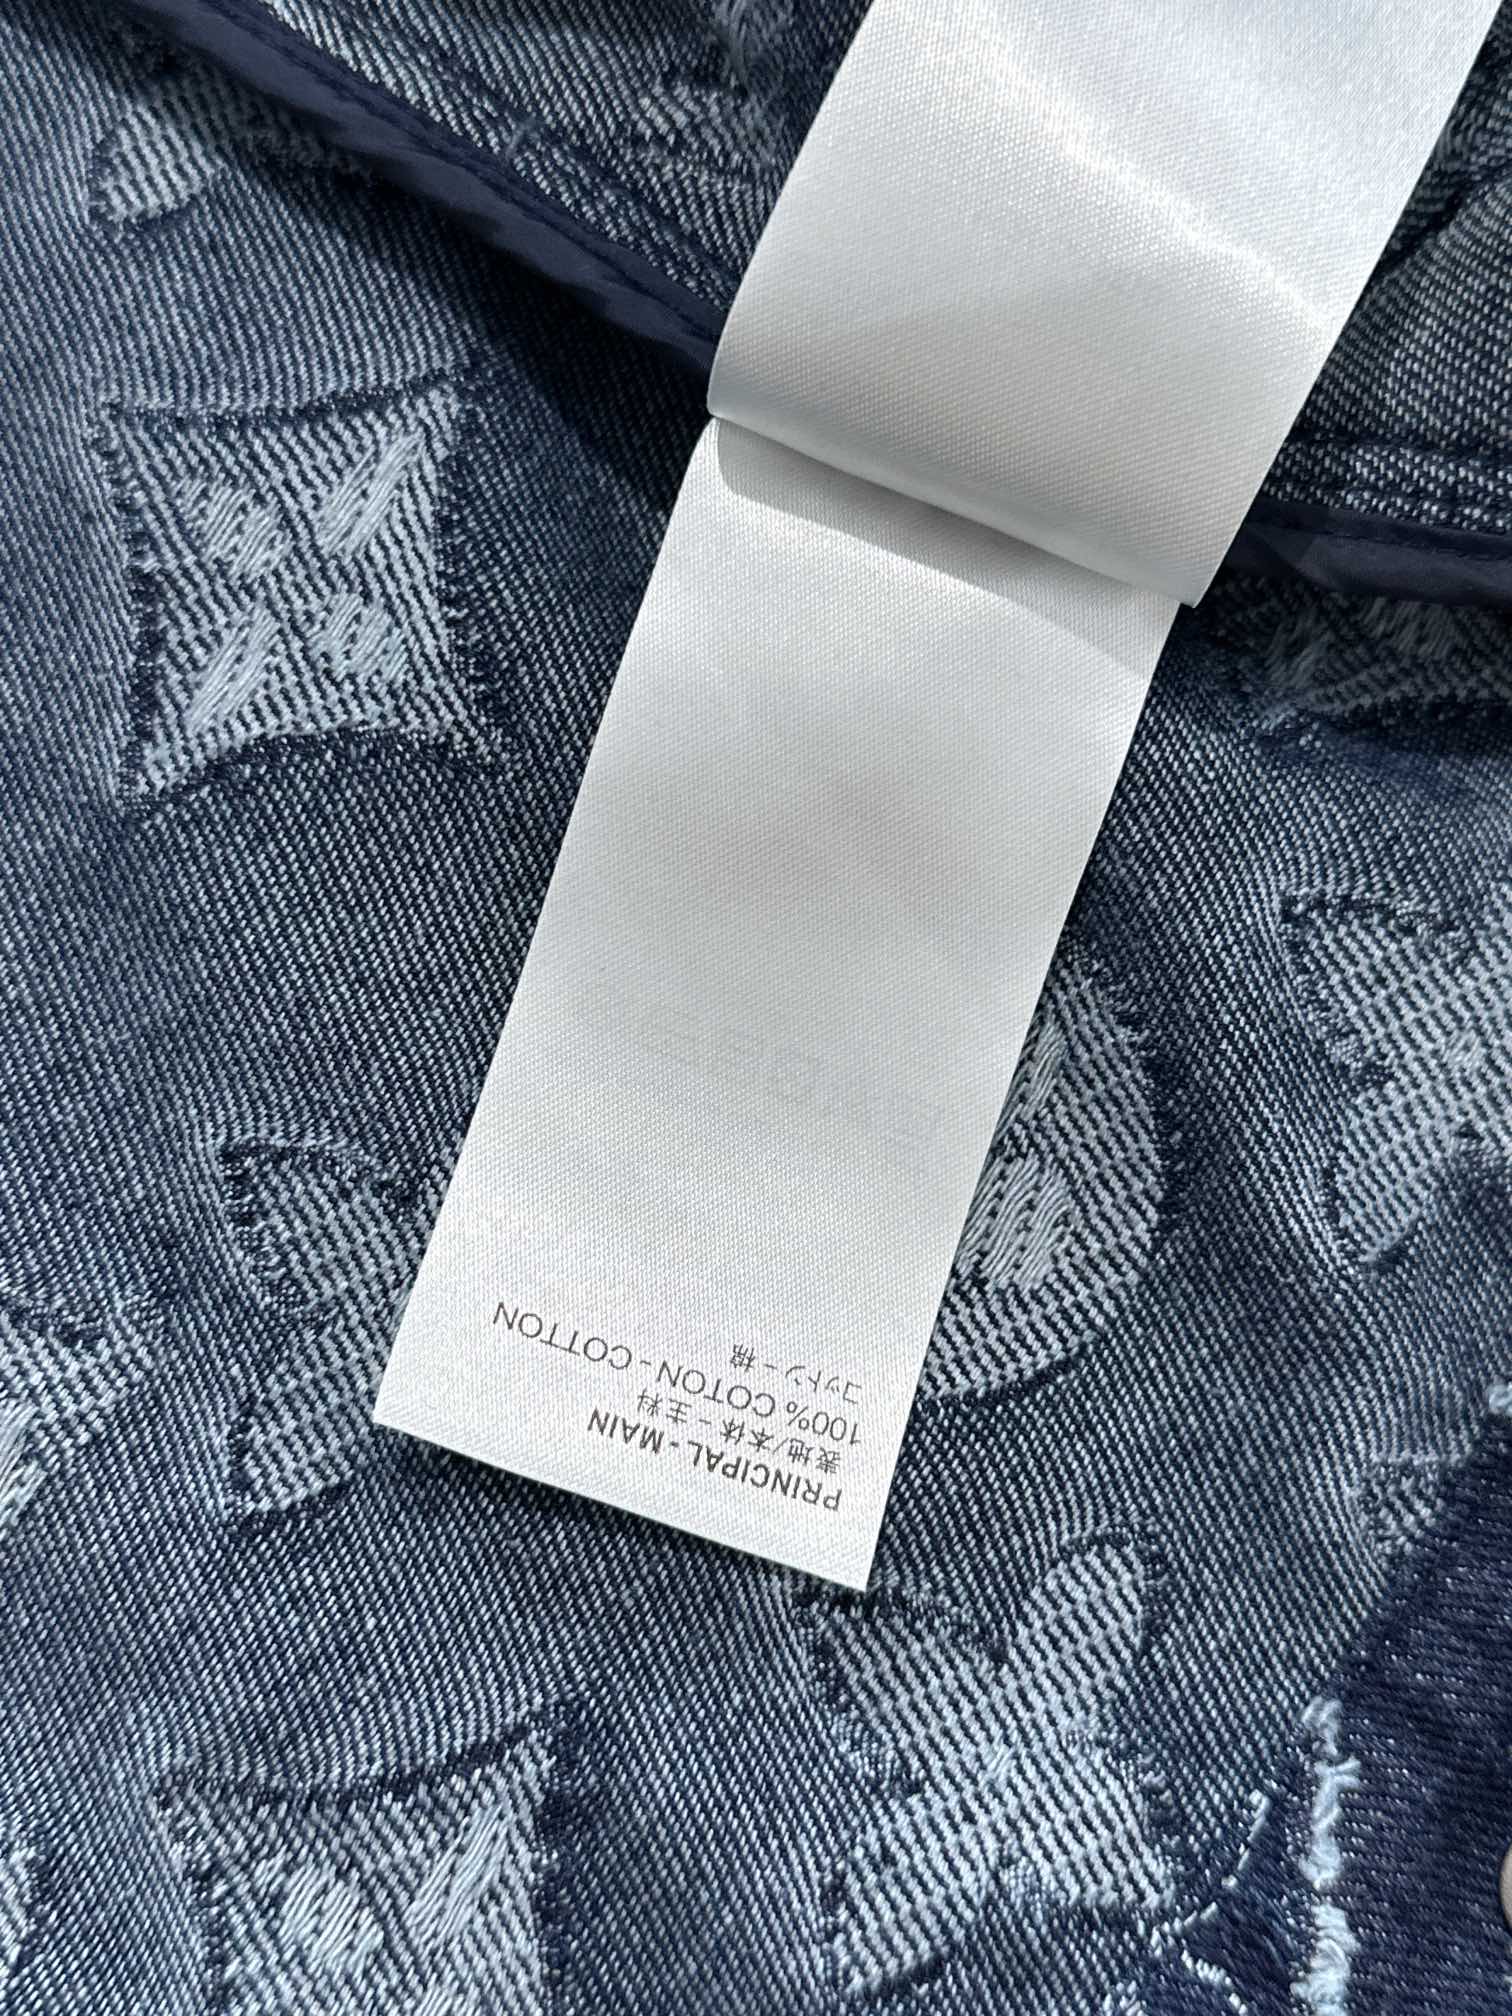 PRINCIPAL - MAIN
表地/本体 - 主料
100% COTON - COTTON
コットン - 棉